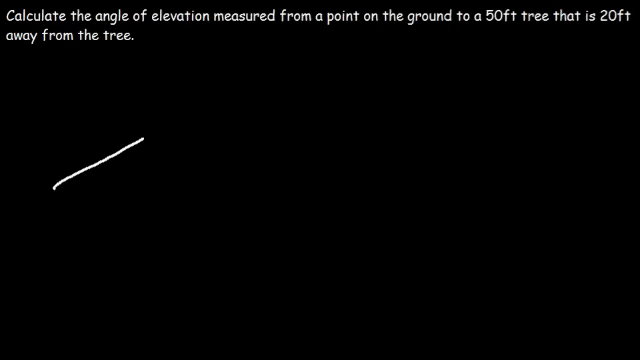 Calculate the angle of elevation measured from a point on the ground to a 50ft tree that is 20ft
away from the tree.